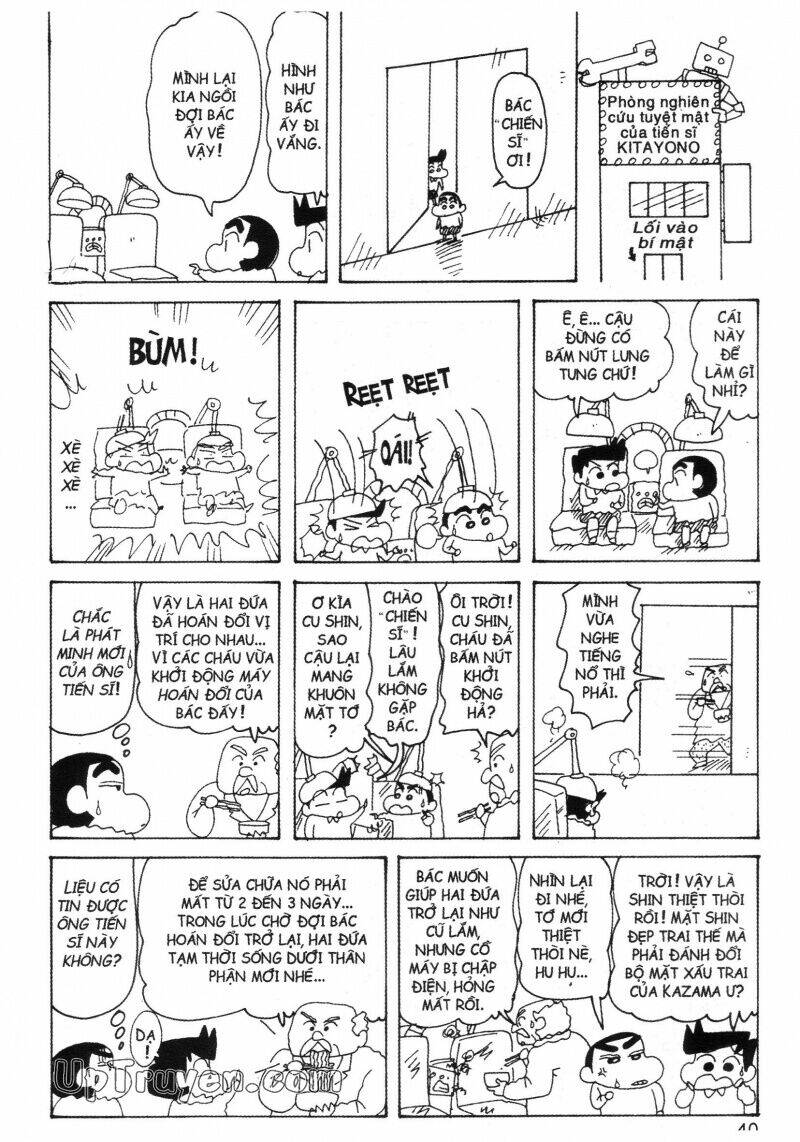 Phòng nghiên
cứu tuyệt mật
của tiến sĩ
KITAYONO
Lối vào
bí mật
BÁC
"CHIẾN
SĨ"
ƠI!
HÌNH
NHƯ
BÁC
ẤY ĐI
VẮNG.
MÌNH LẠI
KIA NGỒI
ĐỢI BÁC
ẤY VỀ
VẬY!
CÁI
NÀY
ĐỂ
LÀM GÌ
NHỈ?
Ê, Ê... CẬU
ĐỪNG CÓ
BẤM NÚT LUNG
TUNG CHỨ!
REẸT REẸT
OÁI!
BÙM!
XÈ
XÈ
XÈ
...
MÌNH
VỪA
NGHE
TIẾNG
NỔ THÌ
PHẢI.
ÔI TRỜI!
CU SHIN,
CHÁU ĐÃ
BẤM NÚT
KHỞI
ĐỘNG
HẢ?
CHÀO
"CHIẾN
SĨ"!
LÂU
LẮM
KHÔNG
GẶP
BÁC.
Ơ KÌA
CU SHIN,
SAO
CẬU LẠI
MANG
KHUÔN
MẶT TỚ
?
VẬY LÀ HAI ĐỨA
ĐÃ HOÁN ĐỔI VỊ
TRÍ CHO NHAU...
VÌ CÁC CHÁU VỪA
KHỞI ĐỘNG MÁY
HOÁN ĐỔI CỦA
BÁC ĐẤY!
CHẮC
LÀ PHÁT
MINH MỚI
CỦA ÔNG
TIẾN SĨ!
TRỜI! VẬY LÀ
SHIN THIỆT THÒI
RỒI! MẶT SHIN
ĐẸP TRAI THẾ MÀ
PHẢI ĐÁNH ĐỔI
BỘ MẶT XẤU TRAI
CỦA KAZAMA Ư?
NHÌN LẠI
ĐI NHÉ,
TỚ MỚI
THIỆT
THÒI NÈ,
HU HU...
BÁC MUỐN
GIÚP HAI ĐỨA
TRỞ LẠI NHƯ
CŨ LẮM,
NHƯNG CỖ
MÁY BỊ CHẬP
ĐIỆN, HỎNG
MẤT RỒI.
ĐỂ SỬA CHỮA NÓ PHẢI
MẤT TỪ 2 ĐẾN 3 NGÀY...
TRONG LÚC CHỜ ĐỢI BÁC
HOÁN ĐỔI TRỞ LẠI, HAI ĐỨA
TẠM THỜI SỐNG DƯỚI THÂN
PHẬN MỚI NHÉ...
DẠ
!
LIỆU CÓ
TIN ĐƯỢC
ÔNG TIẾN
SĨ NÀY
KHÔNG?
UpTruyen.com